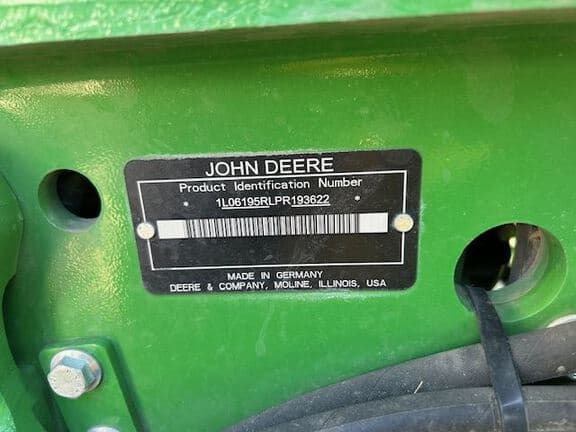 JOHN DEERE
Product Identification Number
* 1L06195RLPR193622 *
MADE IN GERMANY
DEERE & COMPANY, MOLINE, ILLINOIS, USA